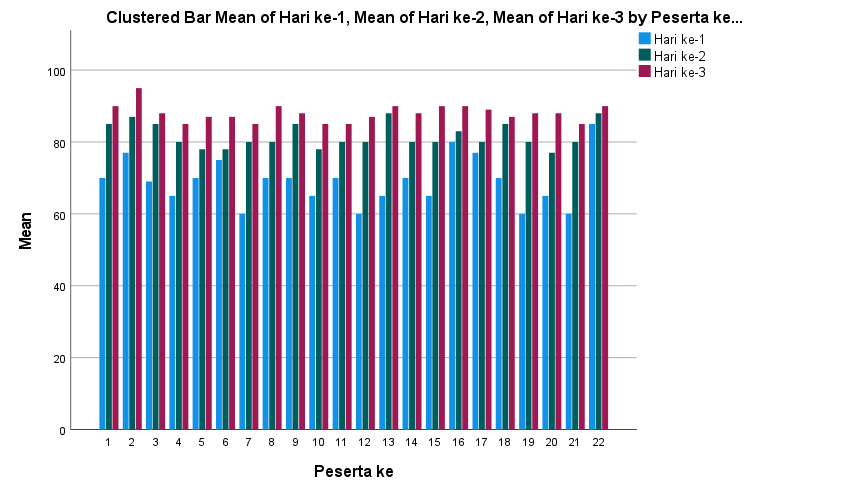 Clustered Bar Mean of Hari ke-1, Mean of Hari ke-2, Mean of Hari ke-3 by Peserta ke...
Hari ke-1
Hari ke-2
Hari ke-3
100
80
60
40
20
0
Mean
1 2 3 4 5 6 7 8 9 10 11 12 13 14 15 16 17 18 19 20 21 22
Peserta ke